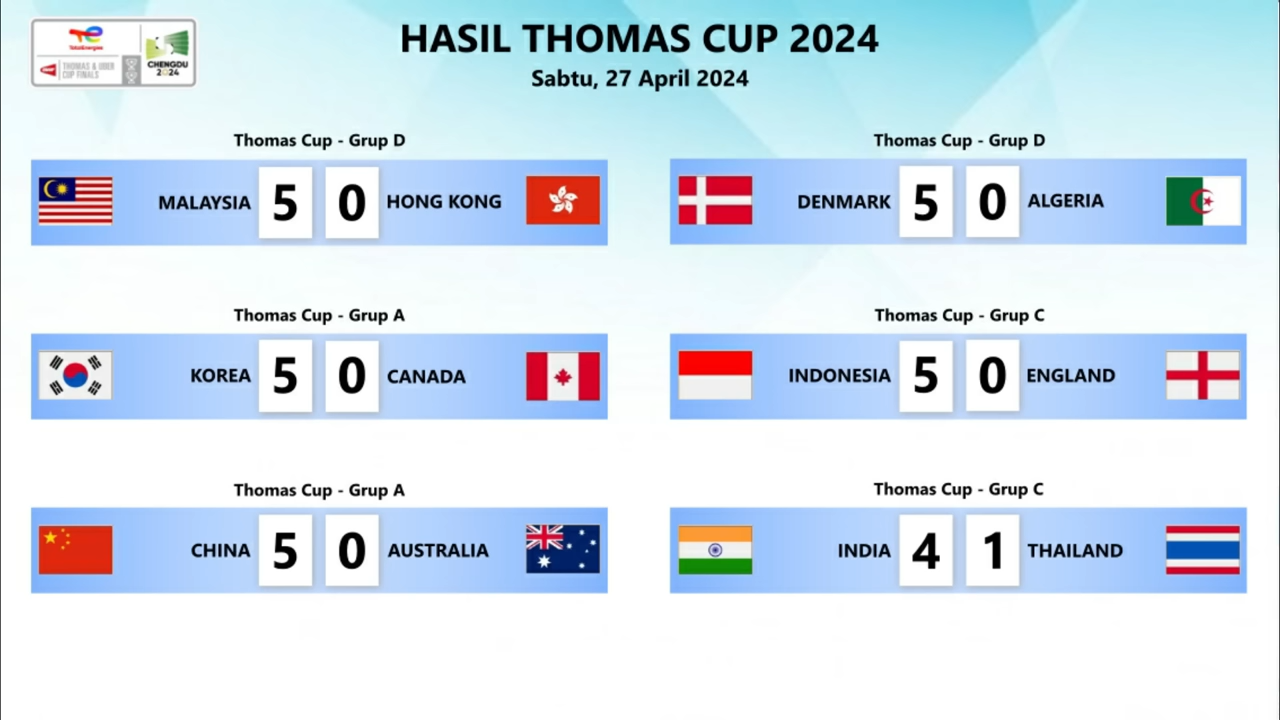 TotalEnergies
THOMAS & UBER
CUP FINALS
CHENGDU
2024
HASIL THOMAS CUP 2024
Sabtu, 27 April 2024
Thomas Cup - Grup D
MALAYSIA 5 0 HONG KONG
Thomas Cup - Grup D
DENMARK 5 0 ALGERIA
Thomas Cup - Grup A
KOREA 5 0 CANADA
Thomas Cup - Grup C
INDONESIA 5 0 ENGLAND
Thomas Cup - Grup A
CHINA 5 0 AUSTRALIA
Thomas Cup - Grup C
INDIA 4 1 THAILAND